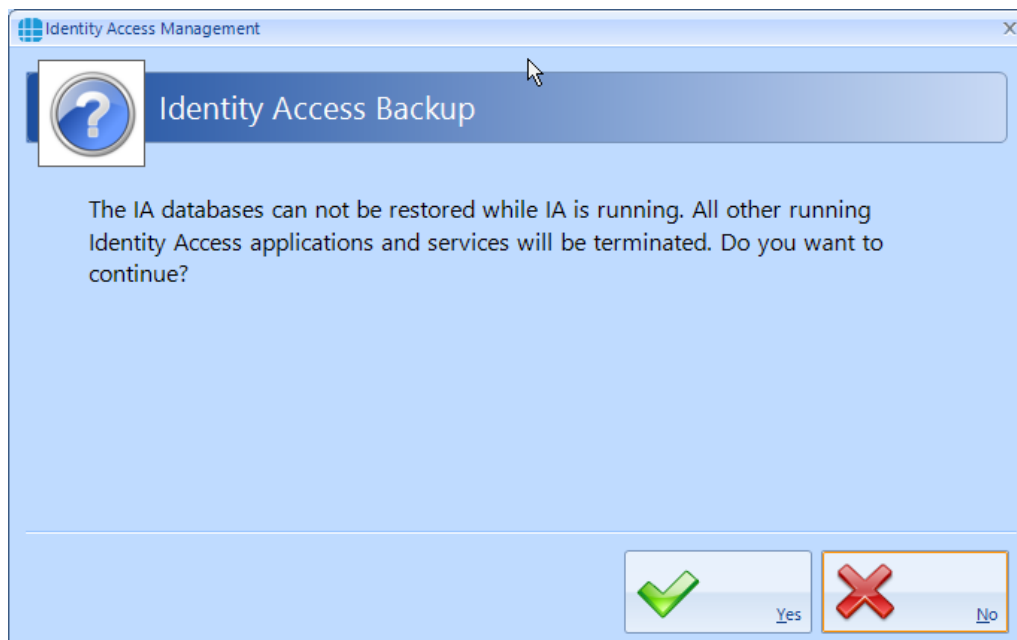 Identity Access Management
Identity Access Backup
The IA databases can not be restored while IA is running. All other running
Identity Access applications and services will be terminated. Do you want to
continue?
Yes
No